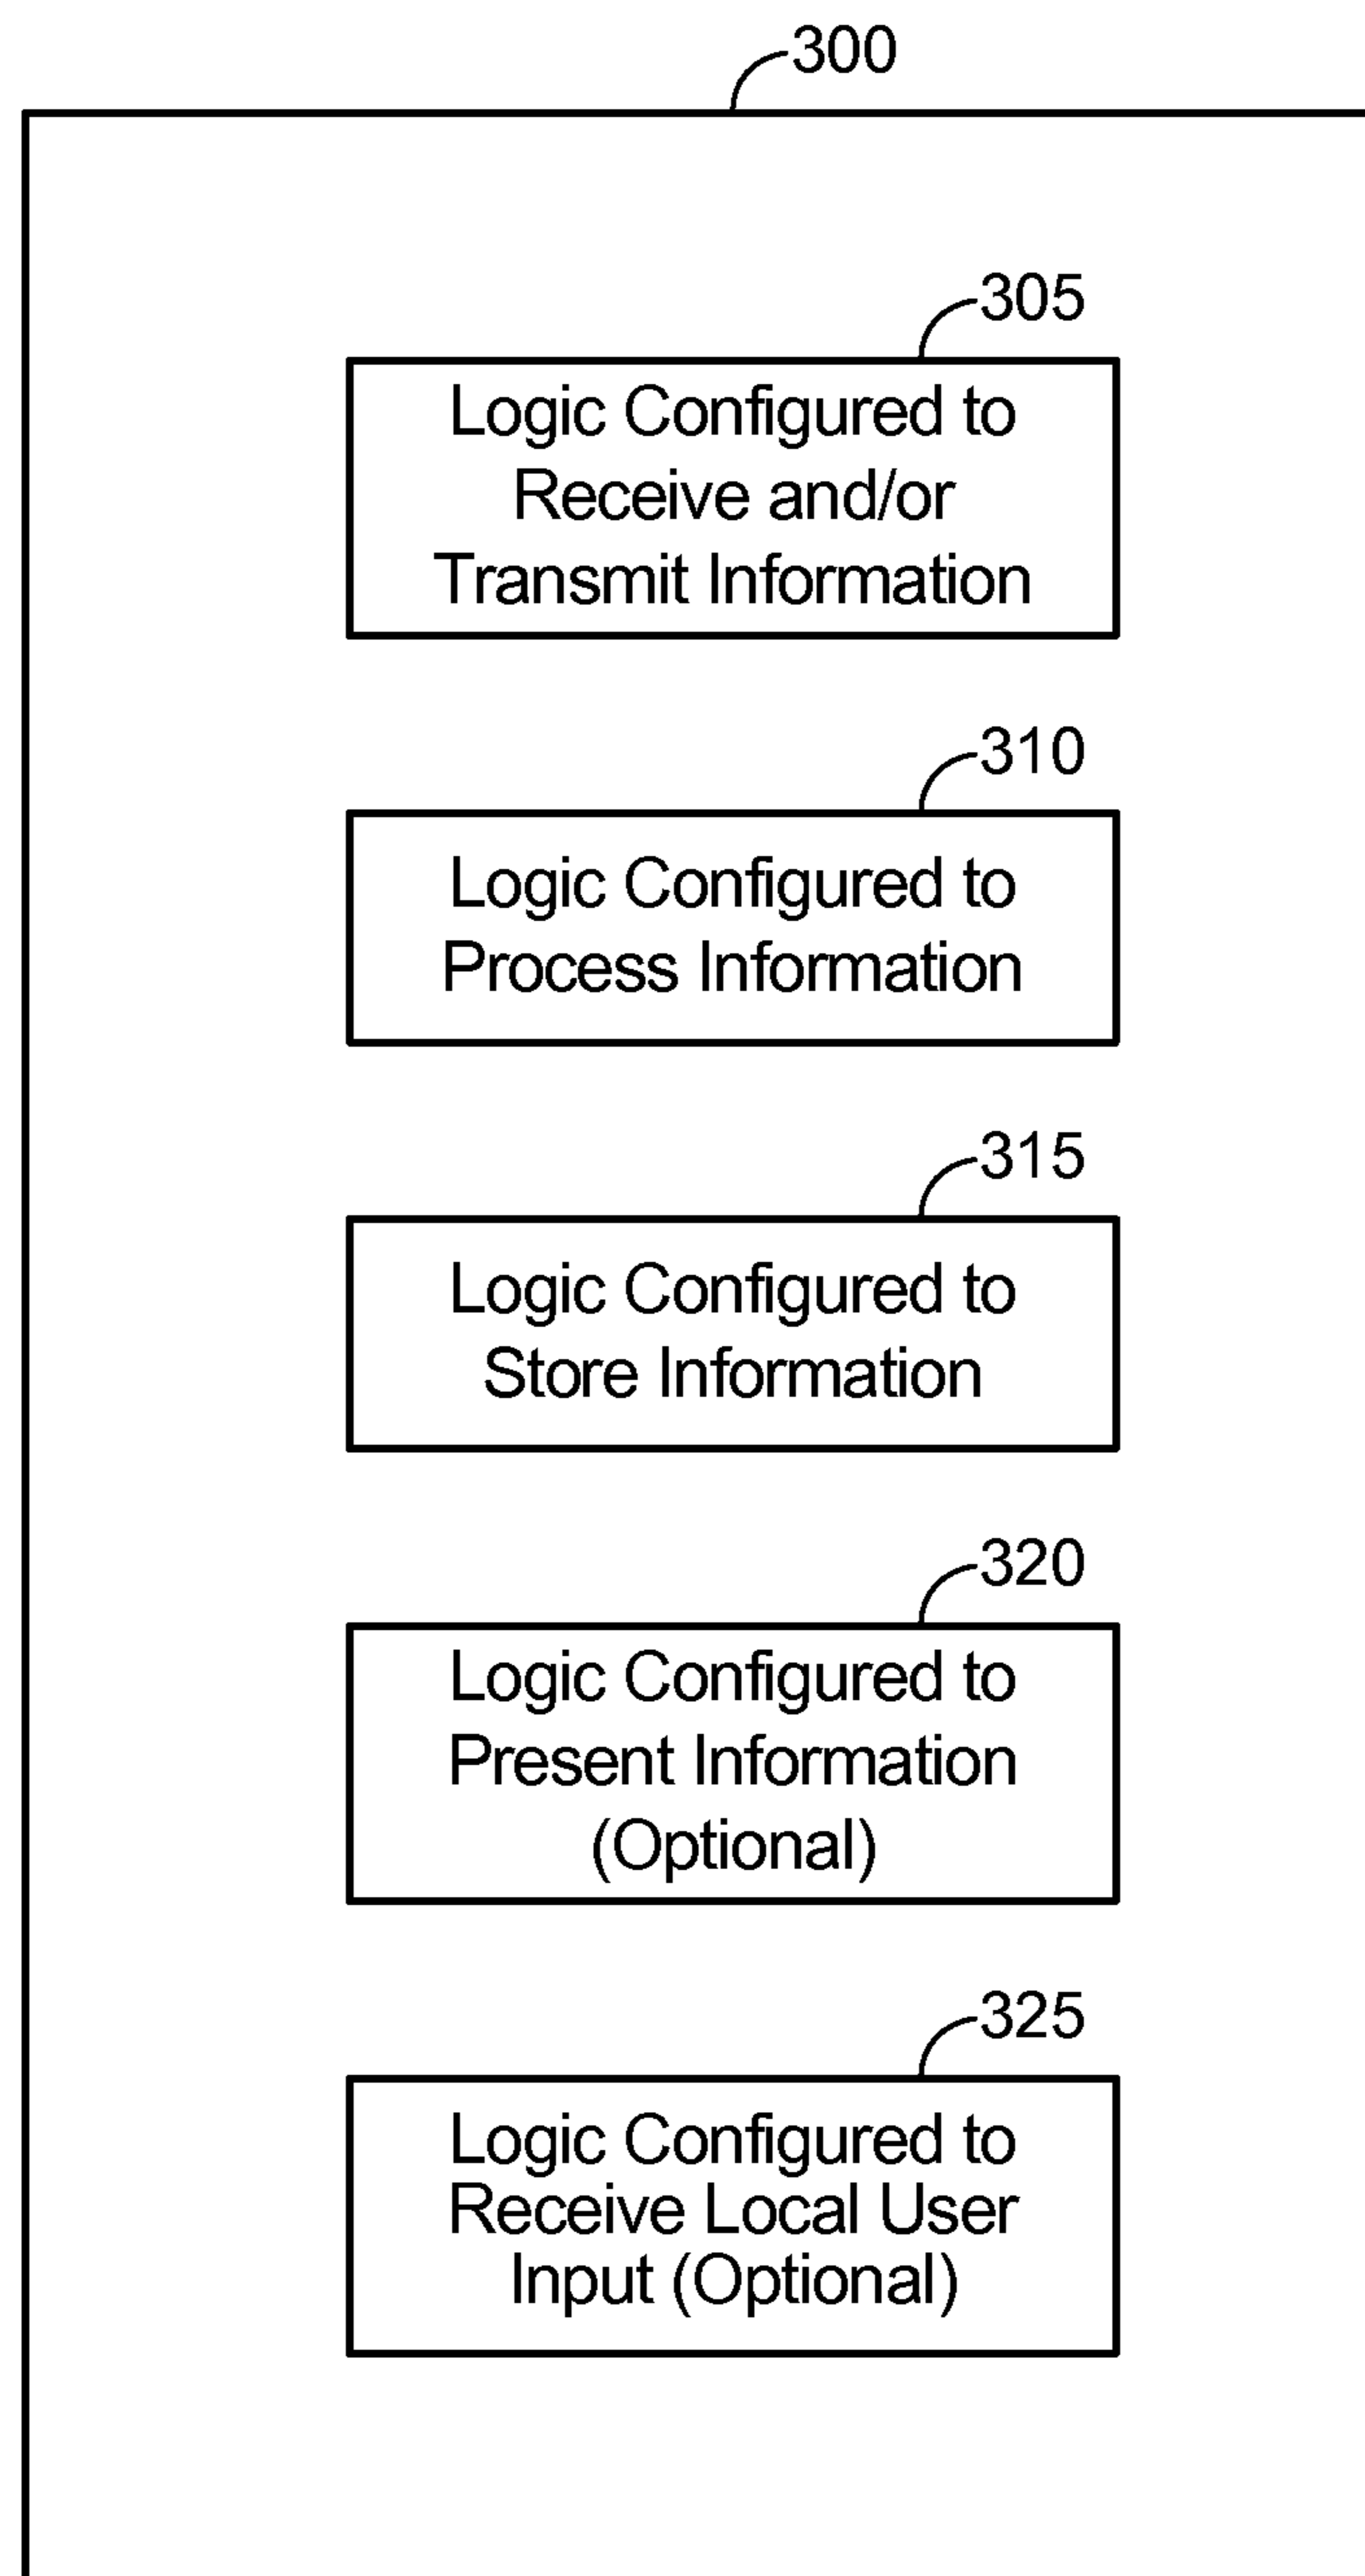 300
305
Logic Configured to
Receive and/or
Transmit Information
310
Logic Configured to
Process Information
315
Logic Configured to
Store Information
320
Logic Configured to
Present Information
(Optional)
325
Logic Configured to
Receive Local User
Input (Optional)